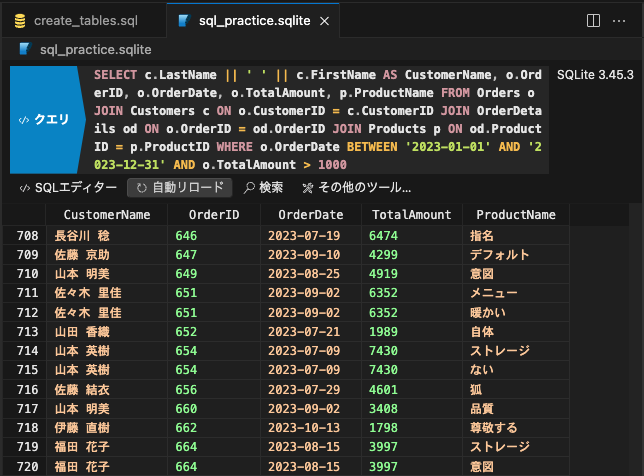 create_tables.sql
sql_practice.sqlite
sql_practice.sqlite
クエリ
SELECT c.LastName || ' ' || c.FirstName AS CustomerName, o.Ord
erID, o.OrderDate, o.TotalAmount, p.ProductName FROM Orders o
JOIN Customers c ON o.CustomerID = c.CustomerID JOIN OrderDeta
ils od ON o.OrderID = od.OrderID JOIN Products p ON od.Product
ID = p.ProductID WHERE o.OrderDate BETWEEN '2023-01-01' AND '2
023-12-31' AND o.TotalAmount > 1000
SQLite 3.45.3
SQLエディター 自動リロード 検索 その他のツール...
CustomerName OrderID OrderDate TotalAmount ProductName
708 長谷川 稔 646 2023-07-19 6474 指名
709 佐藤 京助 647 2023-09-10 4299 デフォルト
710 山本 明美 649 2023-08-25 4919 意図
711 佐々木 里佳 651 2023-09-02 6352 メニュー
712 佐々木 里佳 651 2023-09-02 6352 暖かい
713 山田 香織 652 2023-07-21 1989 自体
714 山本 英樹 654 2023-07-09 7430 ストレージ
715 山本 英樹 654 2023-07-09 7430 ない
716 佐藤 結衣 656 2023-07-29 4601 狐
717 山本 明美 660 2023-09-02 3408 品質
718 伊藤 直樹 662 2023-10-13 1798 尊敬する
719 福田 花子 664 2023-08-15 3997 ストレージ
720 福田 花子 664 2023-08-15 3997 意図